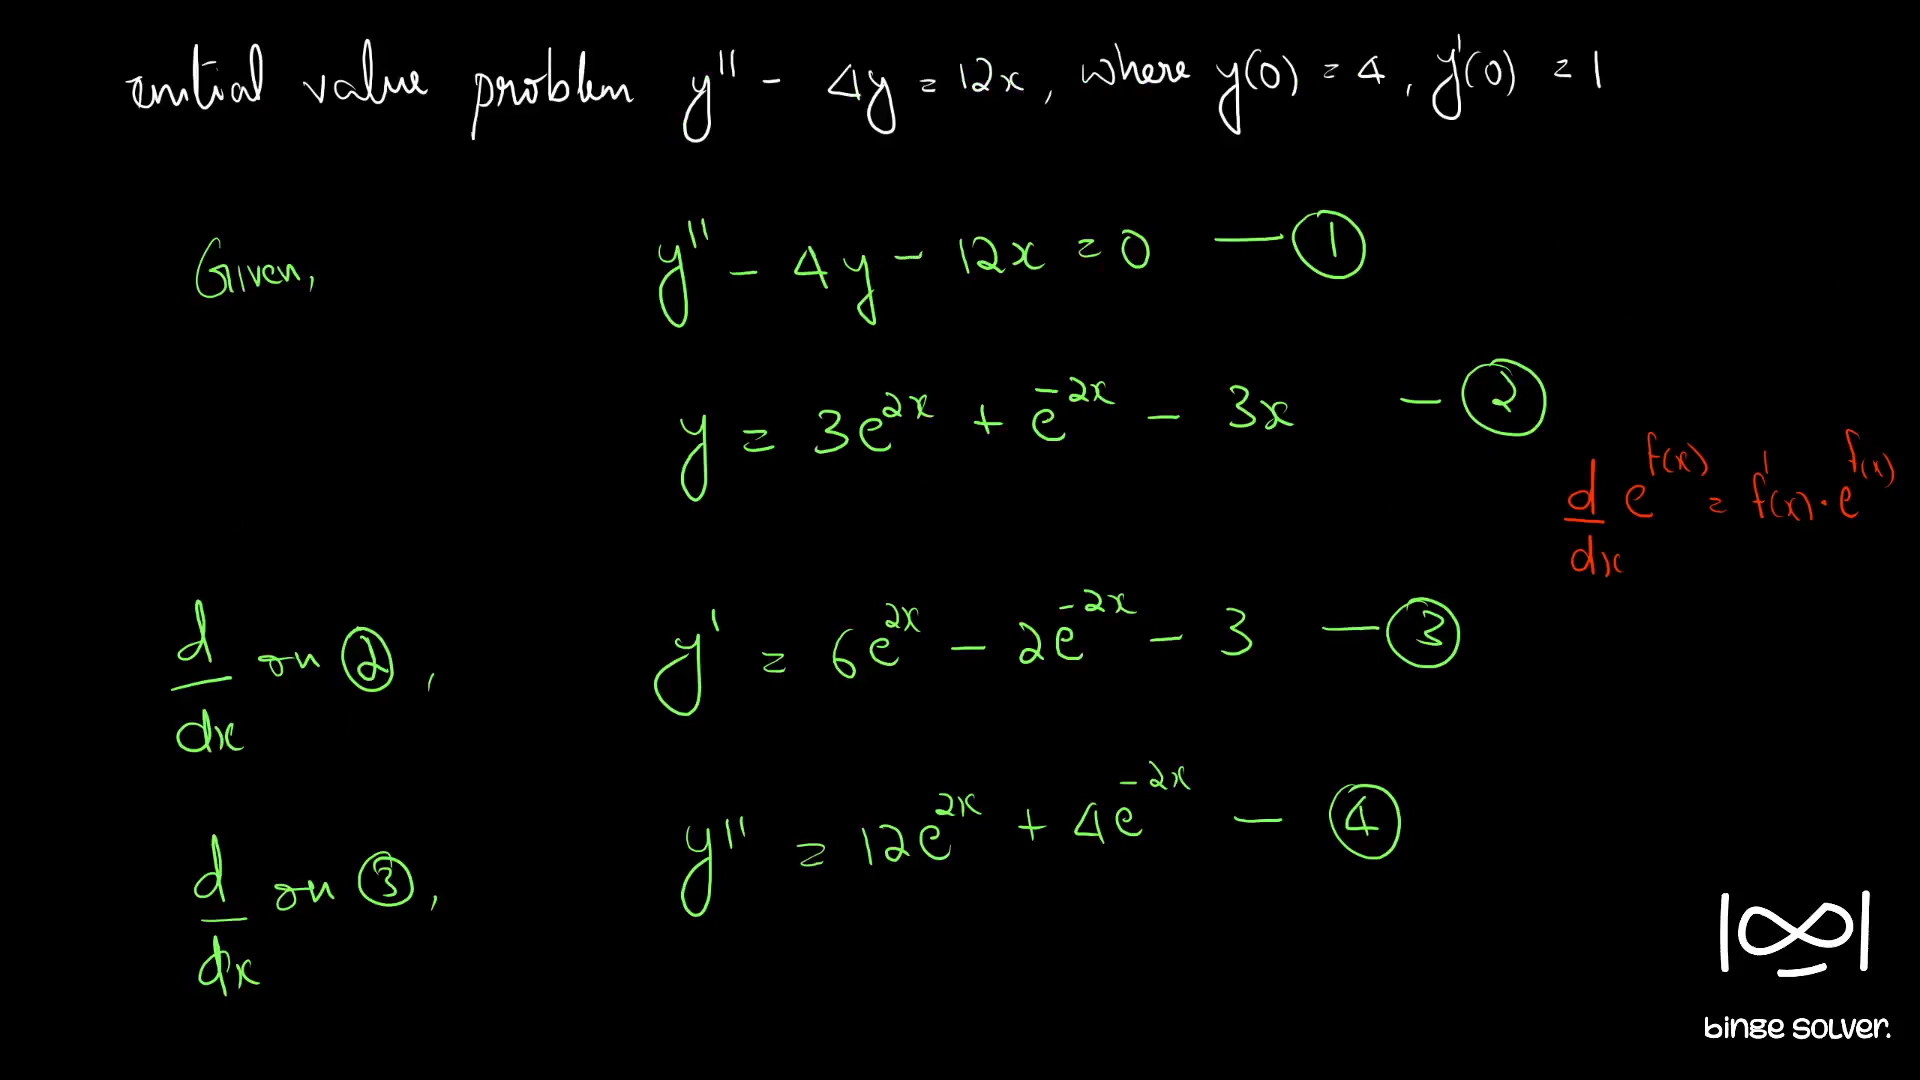 initial value problem y'' - 4y = 12x, where y(0) = 4, y'(0) = 1
Given, y'' - 4y - 12x = 0 — ①
y = 3e^{2x} + e^{-2x} - 3x — ②
d/dx e^{f(x)} = f'(x) · e^{f(x)}
d/dx on ②, y' = 6e^{2x} - 2e^{-2x} - 3 — ③
d/dx on ③, y'' = 12e^{2x} + 4e^{-2x} — ④
binge solver.